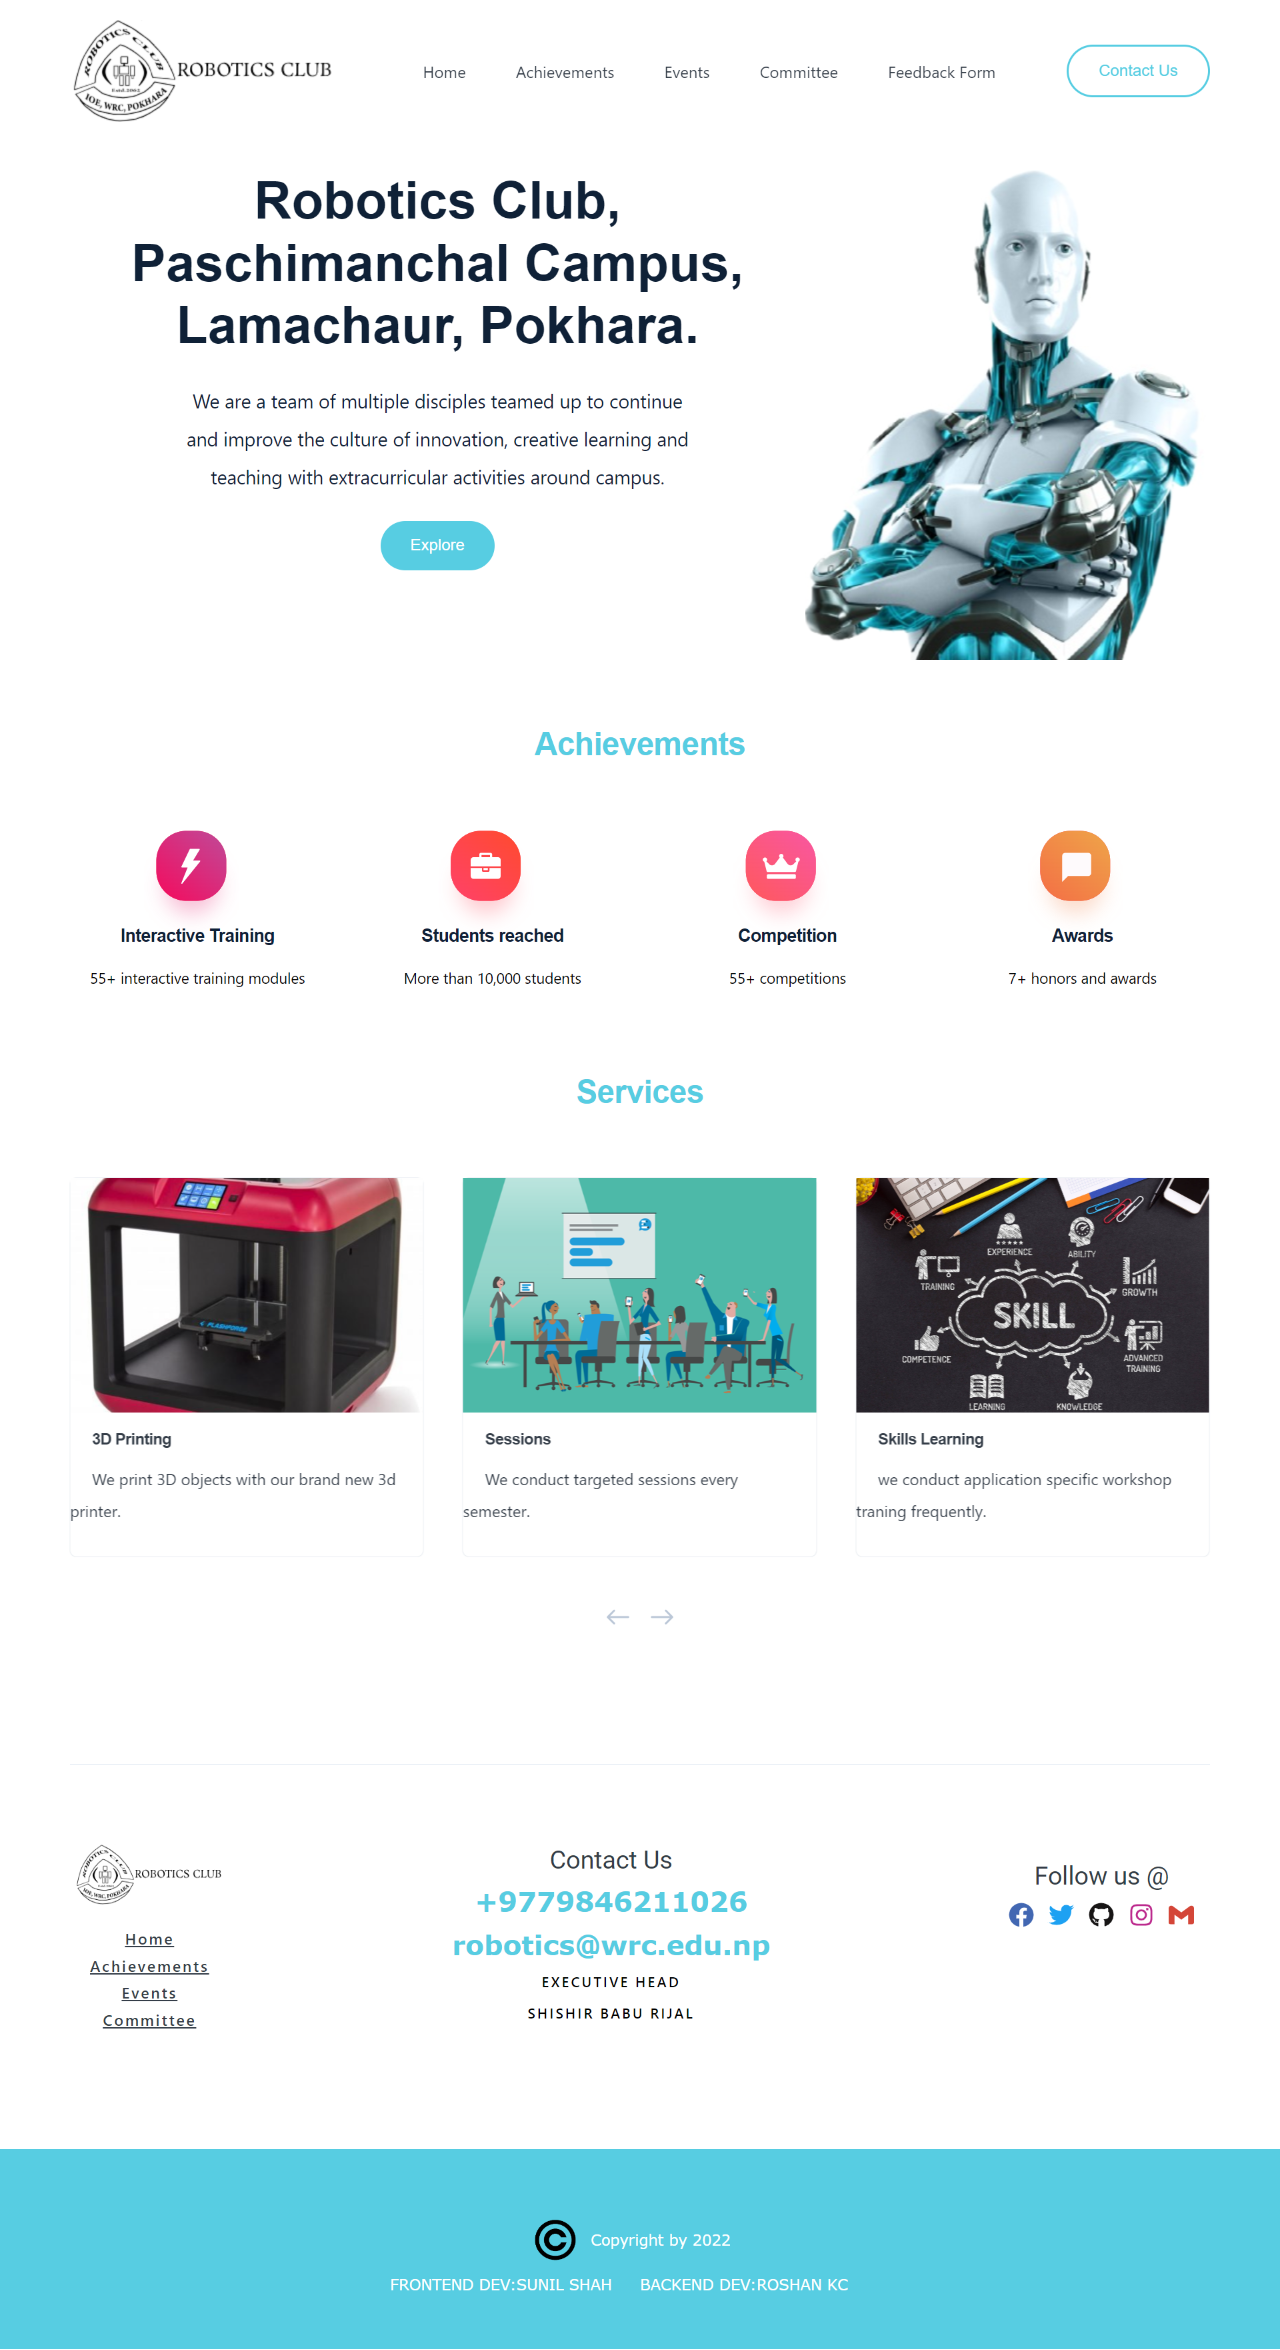 ROBOTICS CLUB
Estd.2062
IOE, WRC, POKHARA
ROBOTICS CLUB
Home
Achievements
Events
Committee
Feedback Form
Contact Us
Robotics Club,
Paschimanchal Campus,
Lamachaur, Pokhara.
We are a team of multiple disciples teamed up to continue
and improve the culture of innovation, creative learning and
teaching with extracurricular activities around campus.
Explore
Achievements
Interactive Training
55+ interactive training modules
Students reached
More than 10,000 students
Competition
55+ competitions
Awards
7+ honors and awards
Services
FLASHFORGE
3D Printing
We print 3D objects with our brand new 3d
printer.
Sessions
We conduct targeted sessions every
semester.
EXPERIENCE
ABILITY
TRAINING
GROWTH
SKILL
COMPETENCE
ADVANCED
TRAINING
LEARNING
KNOWLEDGE
Skills Learning
we conduct application specific workshop
traning frequently.
ROBOTICS CLUB
IOE, WRC, POKHARA
ROBOTICS CLUB
Home
Achievements
Events
Committee
Contact Us
+9779846211026
robotics@wrc.edu.np
EXECUTIVE HEAD
SHISHIR BABU RIJAL
Follow us @
© Copyright by 2022
FRONTEND DEV:SUNIL SHAH
BACKEND DEV:ROSHAN KC